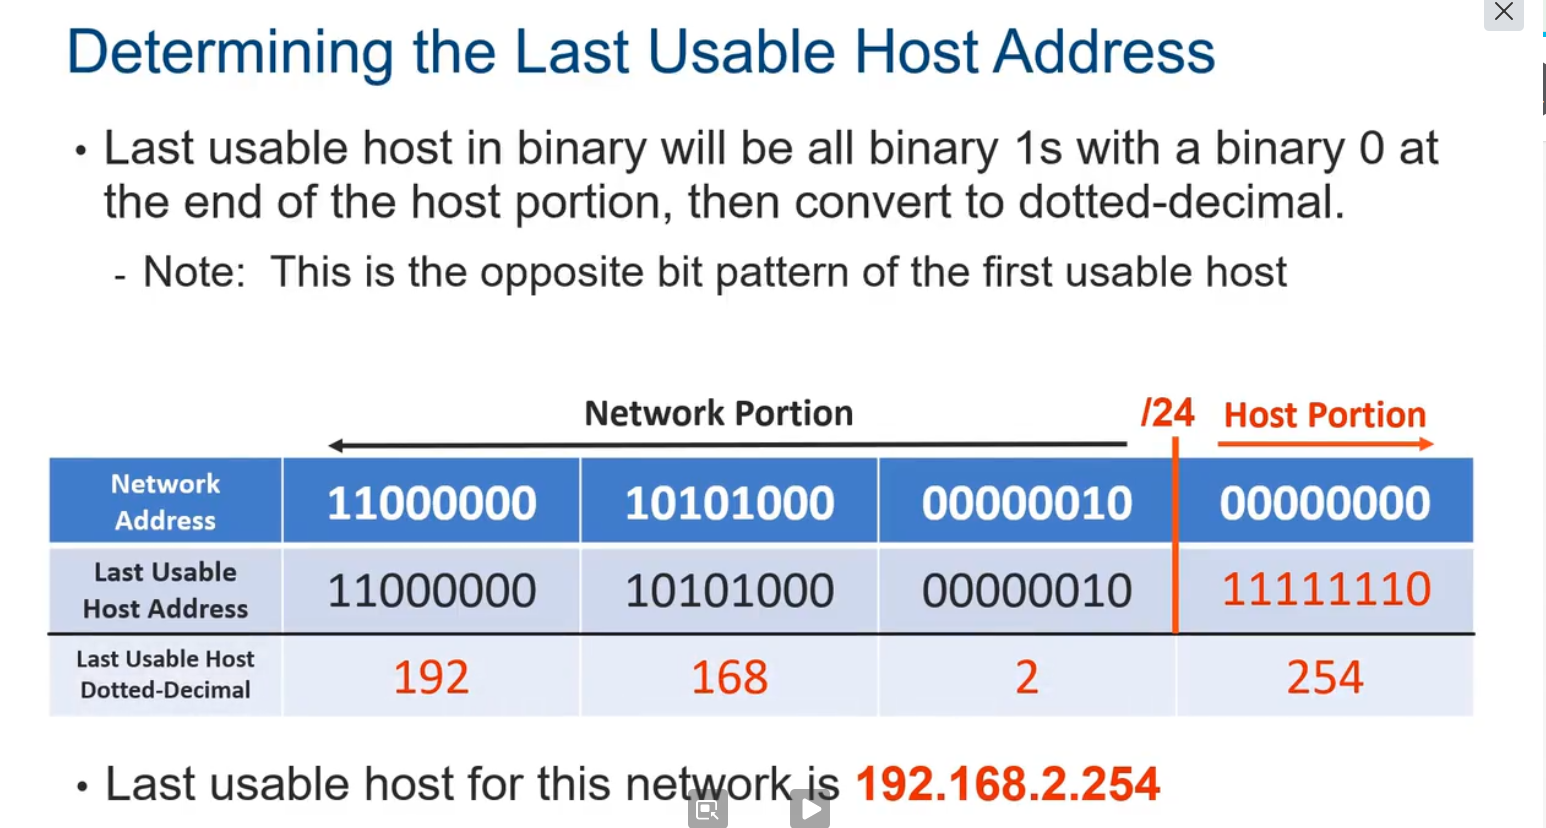 Determining the Last Usable Host Address
• Last usable host in binary will be all binary 1s with a binary 0 at
the end of the host portion, then convert to dotted-decimal.
- Note: This is the opposite bit pattern of the first usable host
Network Portion /24 Host Portion
Network Address 11000000 10101000 00000010 00000000
Last Usable Host Address 11000000 10101000 00000010 11111110
Last Usable Host Dotted-Decimal 192 168 2 254
• Last usable host for this network is 192.168.2.254